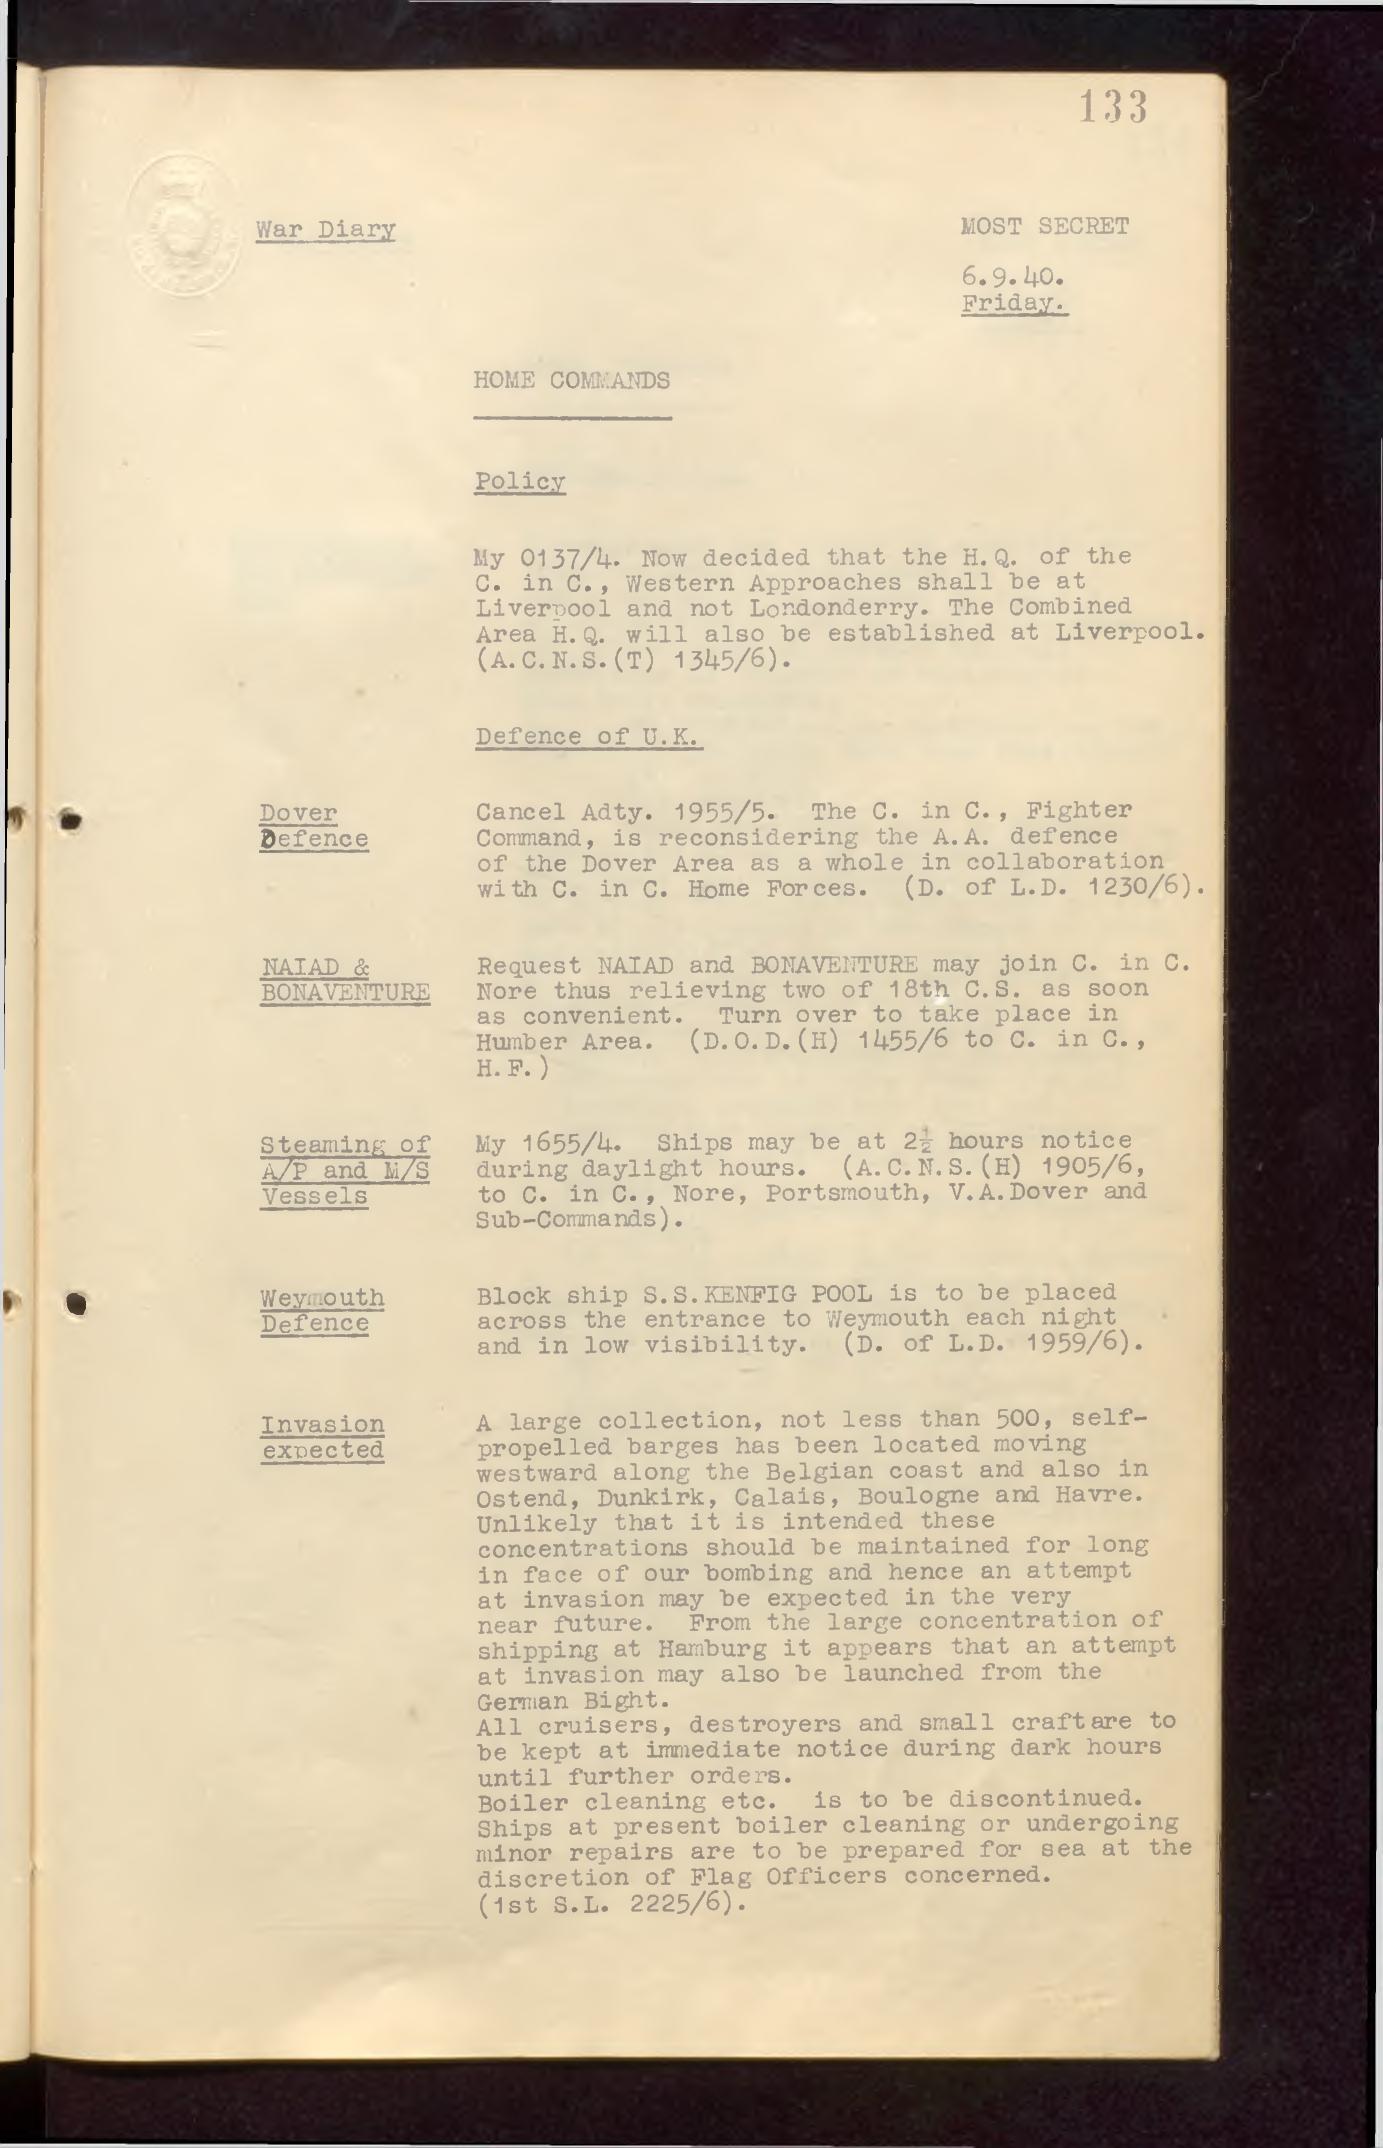 133
War Diary
MOST SECRET
6.9.40.
Friday.
HOME COMMANDS
Policy
My 0137/4. Now decided that the H.Q. of the
C. in C., Western Approaches shall be at
Liverpool and not Londonderry. The Combined
Area H.Q. will also be established at Liverpool.
(A.C.N.S.(T) 1345/6).
Defence of U.K.
Dover
Defence
Cancel Adty. 1955/5. The C. in C., Fighter
Command, is reconsidering the A.A. defence
of the Dover Area as a whole in collaboration
with C. in C. Home Forces. (D. of L.D. 1230/6).
NAIAD &
BONAVENTURE
Request NAIAD and BONAVENTURE may join C. in C.
Nore thus relieving two of 18th C.S. as soon
as convenient. Turn over to take place in
Humber Area. (D.O.D.(H) 1455/6 to C. in C.,
H.F.)
Steaming of
A/P and M/S
Vessels
My 1655/4. Ships may be at 2½ hours notice
during daylight hours. (A.C.N.S.(H) 1905/6,
to C. in C., Nore, Portsmouth, V.A.Dover and
Sub-Commands).
Weymouth
Defence
Block ship S.S.KENFIG POOL is to be placed
across the entrance to Weymouth each night
and in low visibility. (D. of L.D. 1959/6).
Invasion
expected
A large collection, not less than 500, self-
propelled barges has been located moving
westward along the Belgian coast and also in
Ostend, Dunkirk, Calais, Boulogne and Havre.
Unlikely that it is intended these
concentrations should be maintained for long
in face of our bombing and hence an attempt
at invasion may be expected in the very
near future. From the large concentration of
shipping at Hamburg it appears that an attempt
at invasion may also be launched from the
German Bight.
All cruisers, destroyers and small craft are to
be kept at immediate notice during dark hours
until further orders.
Boiler cleaning etc. is to be discontinued.
Ships at present boiler cleaning or undergoing
minor repairs are to be prepared for sea at the
discretion of Flag Officers concerned.
(1st S.L. 2225/6).